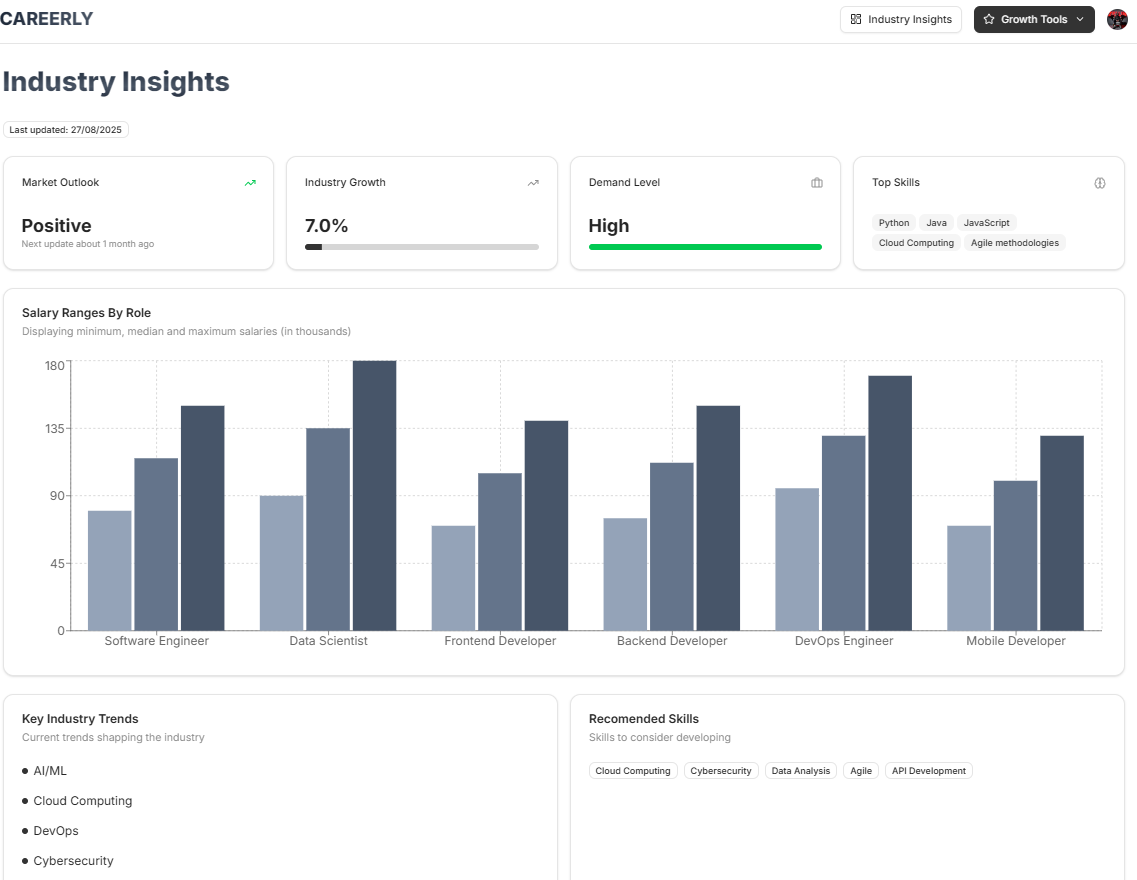 CAREERLY
Industry Insights
Growth Tools
Industry Insights
Last updated: 27/08/2025
Market Outlook
Positive
Next update about 1 month ago
Industry Growth
7.0%
Demand Level
High
Top Skills
Python Java JavaScript
Cloud Computing Agile methodologies
Salary Ranges By Role
Displaying minimum, median and maximum salaries (in thousands)
180
135
90
45
0
Software Engineer Data Scientist Frontend Developer Backend Developer DevOps Engineer Mobile Developer
Key Industry Trends
Current trends shapping the industry
AI/ML
Cloud Computing
DevOps
Cybersecurity
Recomended Skills
Skills to consider developing
Cloud Computing Cybersecurity Data Analysis Agile API Development